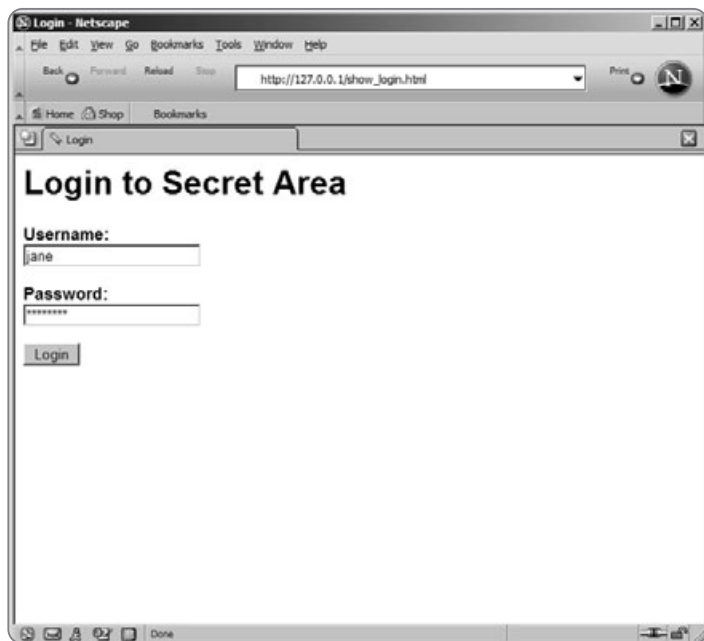 Login - Netscape
File Edit View Go Bookmarks Tools Window Help
Back Forward Reload Stop http://127.0.0.1/show_login.html Print N
Home Shop Bookmarks
Login
Login to Secret Area
Username:
jane
Password:
********
Login
Done